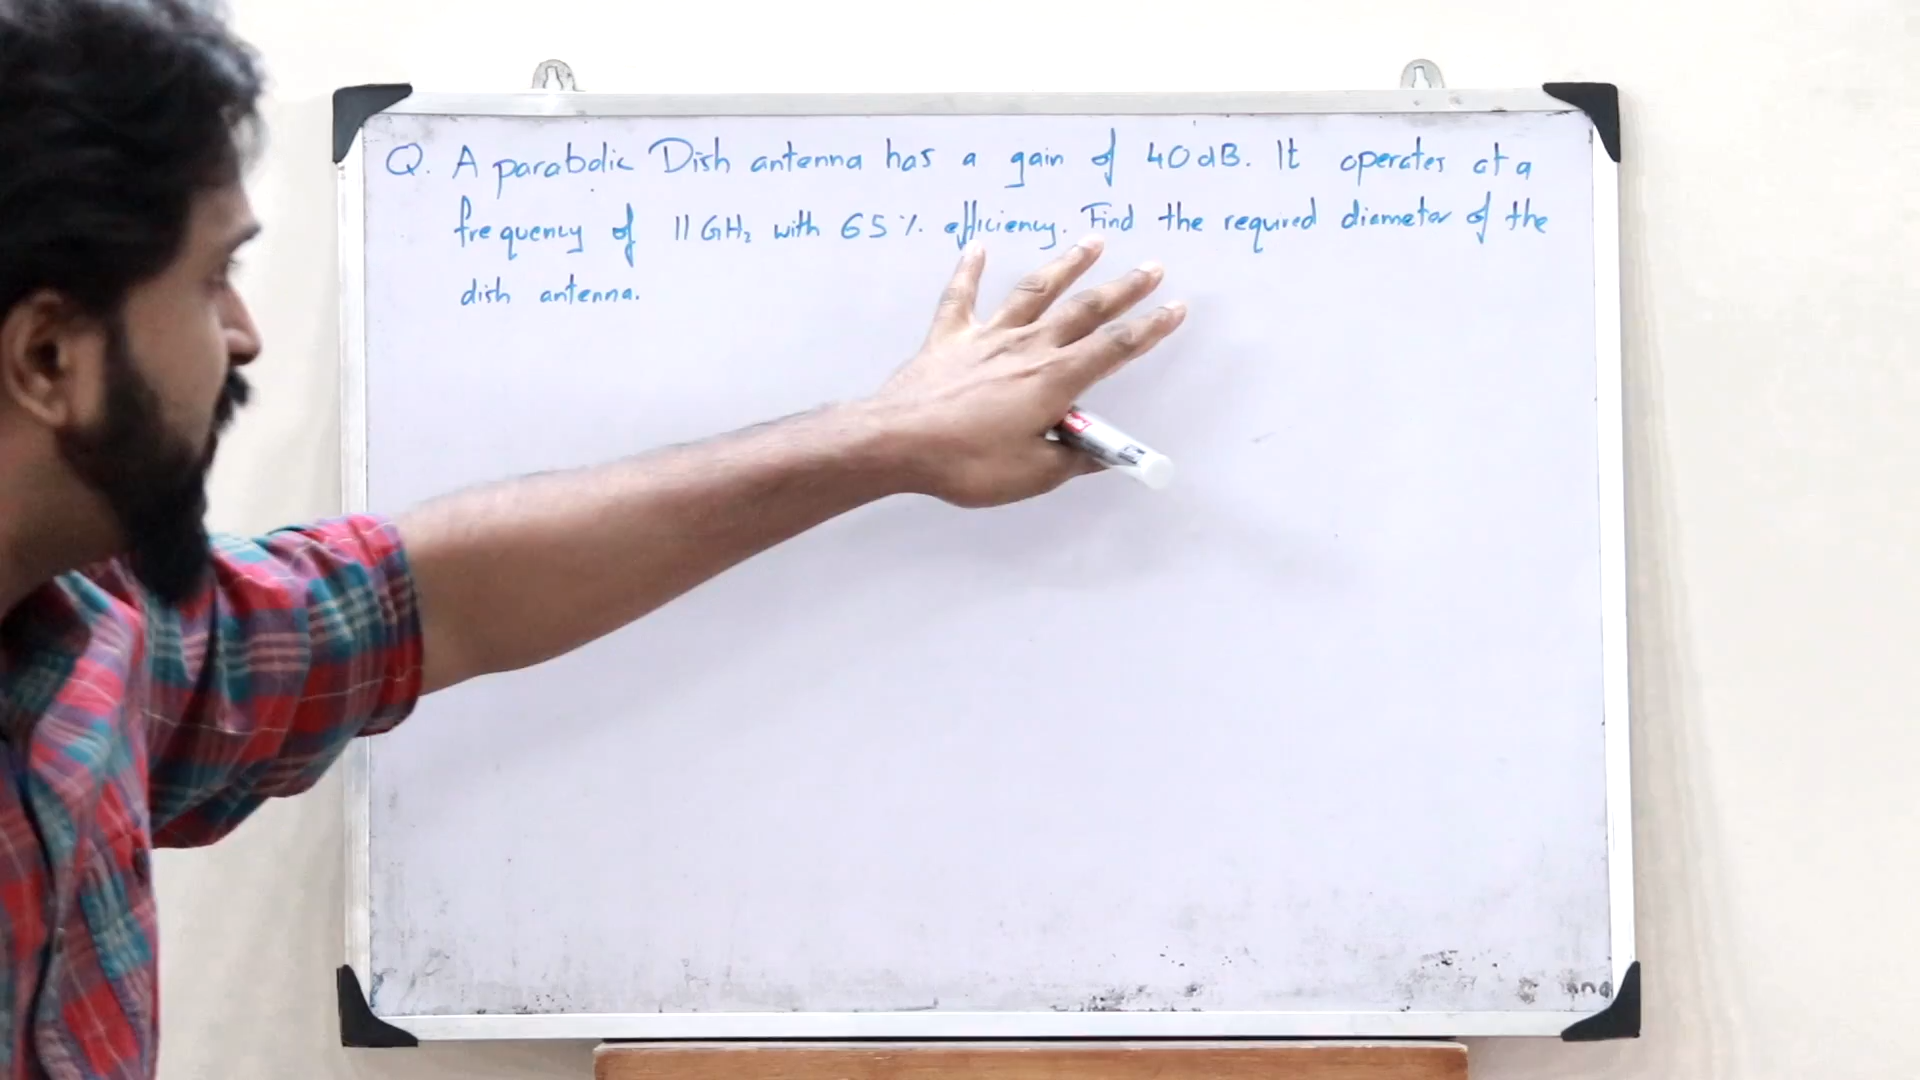 Q. A parabolic Dish antenna has a gain of 40 dB. It operates at a
frequency of 11 GHz with 65 % efficiency. Find the required diameter of the
dish antenna.